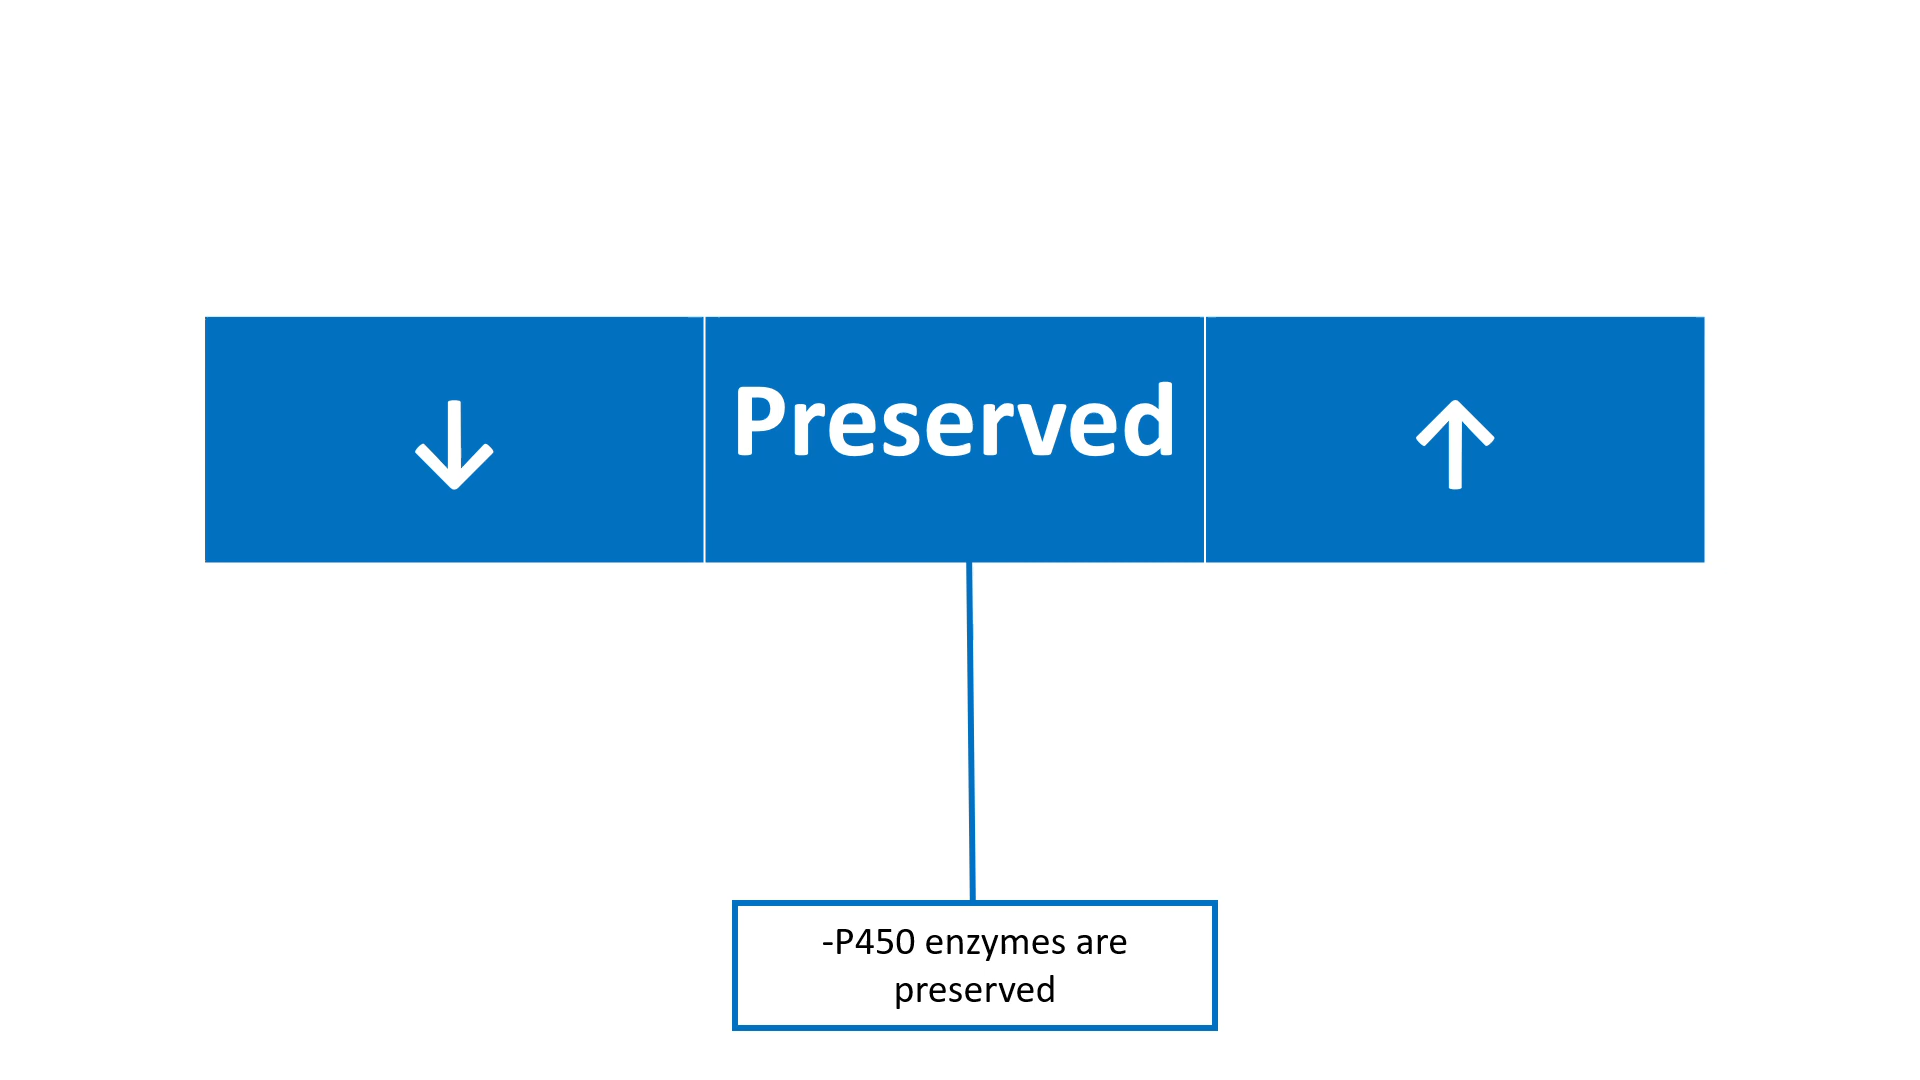 ↓ Preserved ↑
-P450 enzymes are
preserved